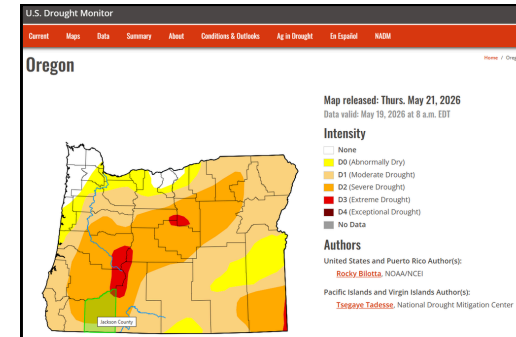 U.S. Drought Monitor
Current Maps Data Summary About Conditions & Outlooks Ag in Drought En Español NADM
Home /
Oregon
Map released: Thurs. May 21, 2026
Data valid: May 19, 2026 at 8 a.m. EDT
Intensity
None
D0 (Abnormally Dry)
D1 (Moderate Drought)
D2 (Severe Drought)
D3 (Extreme Drought)
D4 (Exceptional Drought)
No Data
Authors
United States and Puerto Rico Author(s):
Rocky Bilotta, NOAA/NCEI
Pacific Islands and Virgin Islands Author(s):
Tsegaye Tadesse, National Drought Mitigation Center
Jackson County